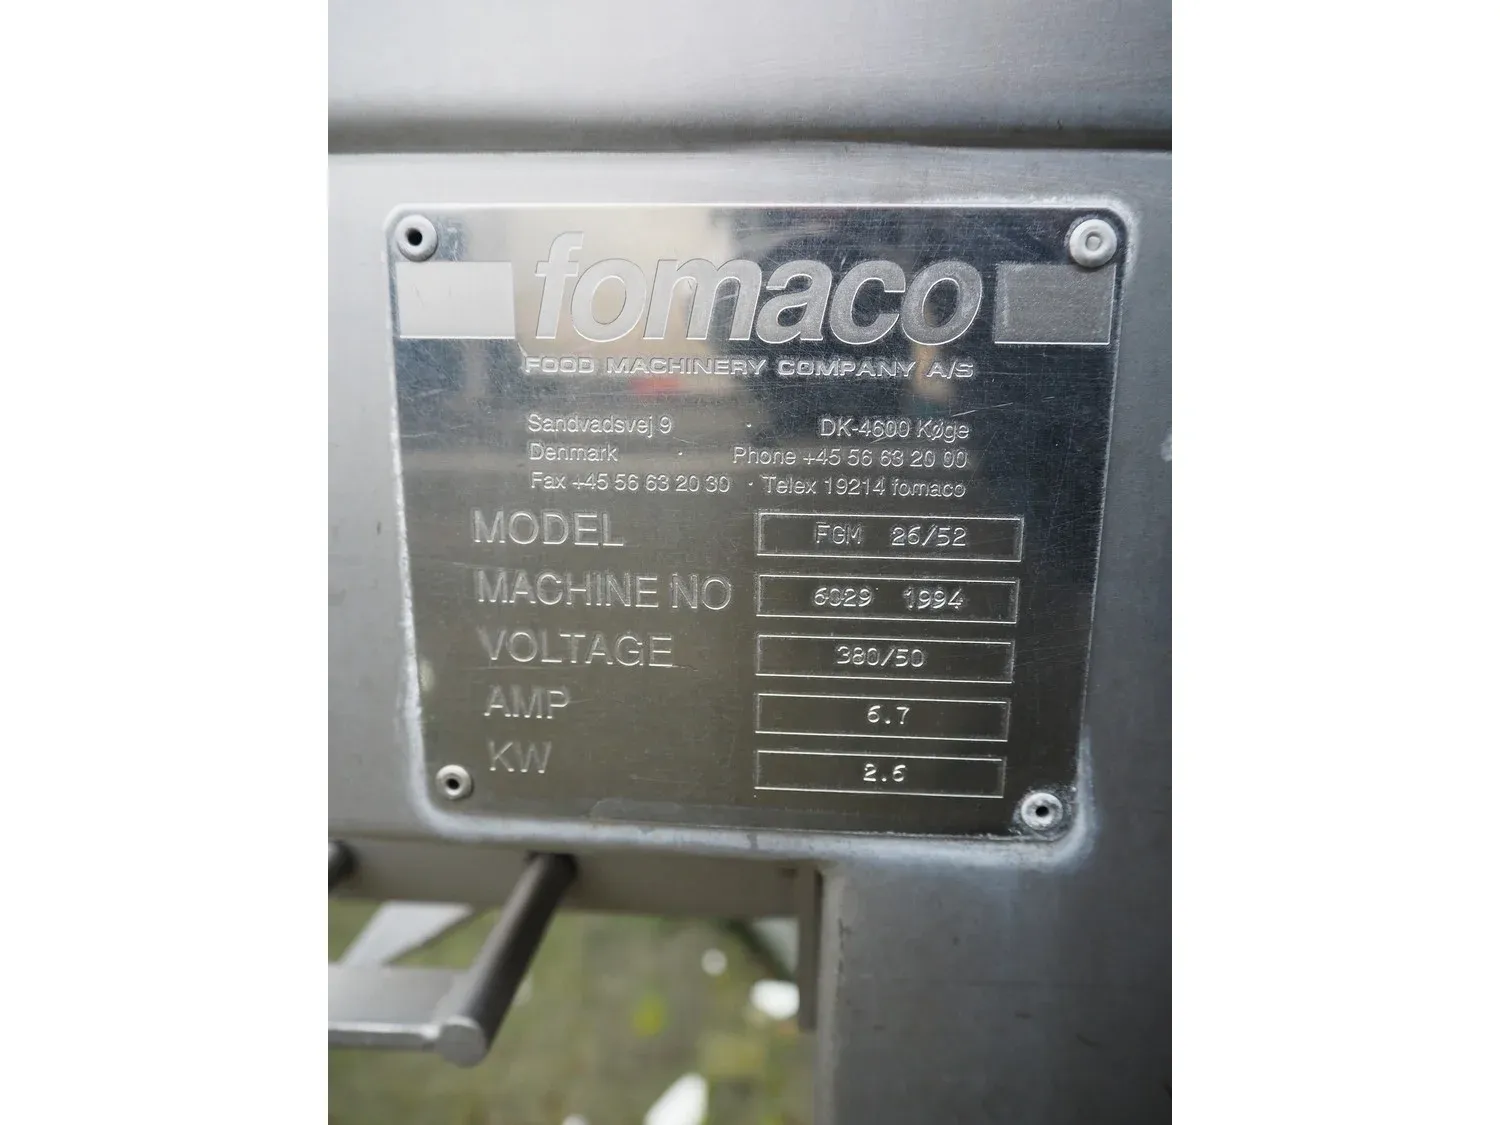 fomaco
FOOD MACHINERY COMPANY A/S
Sandvadsvej 9 · DK-4600 Køge
Denmark · Phone +45 56 63 20 00
Fax +45 56 63 20 30 · Telex 19214 fomaco
MODEL FGM 26/52
MACHINE NO 6029 1994
VOLTAGE 380/50
AMP 6.7
KW 2.6